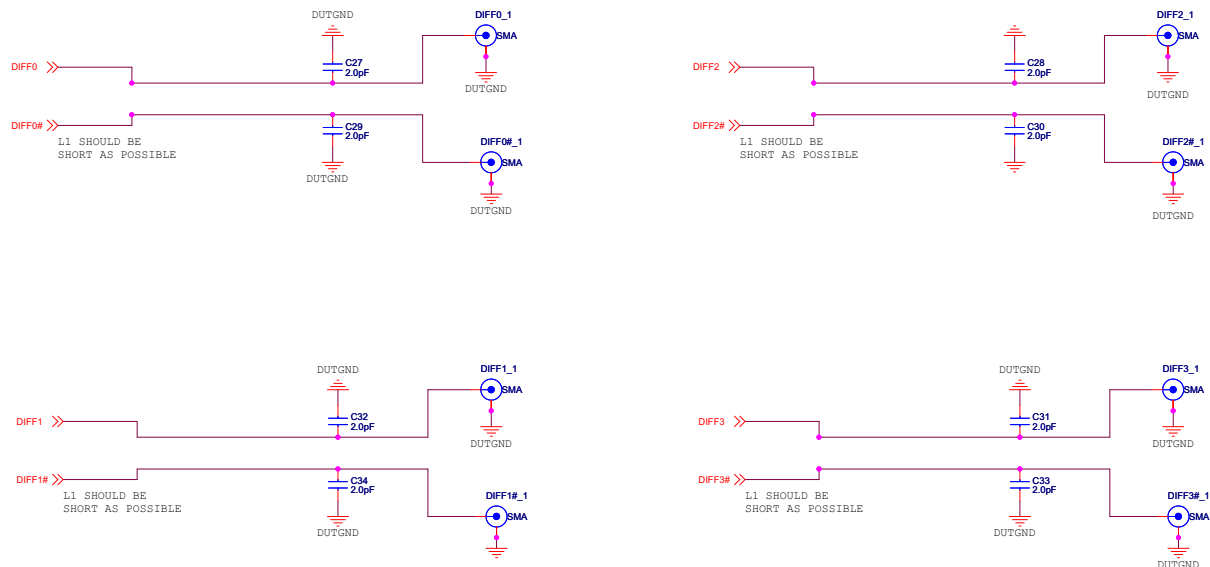 DUTGND
DIFF0_1
SMA
DIFF0
C27
2.0pF
DUTGND
DIFF0#
C29
2.0pF
L1 SHOULD BE
SHORT AS POSSIBLE
DIFF0#_1
SMA
DUTGND
DUTGND
DUTGND
DIFF2_1
SMA
DIFF2
C28
2.0pF
DUTGND
DIFF2#
C30
2.0pF
L1 SHOULD BE
SHORT AS POSSIBLE
DIFF2#_1
SMA
DUTGND
DUTGND
DIFF1_1
SMA
DIFF1
C32
2.0pF
DUTGND
DIFF1#
C34
2.0pF
L1 SHOULD BE
SHORT AS POSSIBLE
DIFF1#_1
SMA
DUTGND
DUTGND
DIFF3_1
SMA
DIFF3
C31
2.0pF
DUTGND
DIFF3#
C33
2.0pF
L1 SHOULD BE
SHORT AS POSSIBLE
DIFF3#_1
SMA
DUTGND
DUTGND